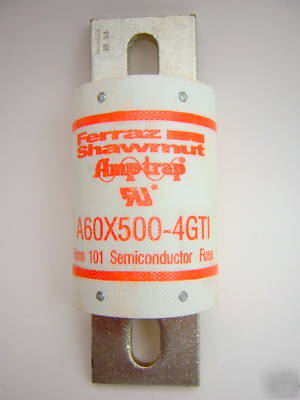 Ferraz
Shawmut
Amp-trap
A60X500-4GTI
Form 101 Semiconductor Fuse